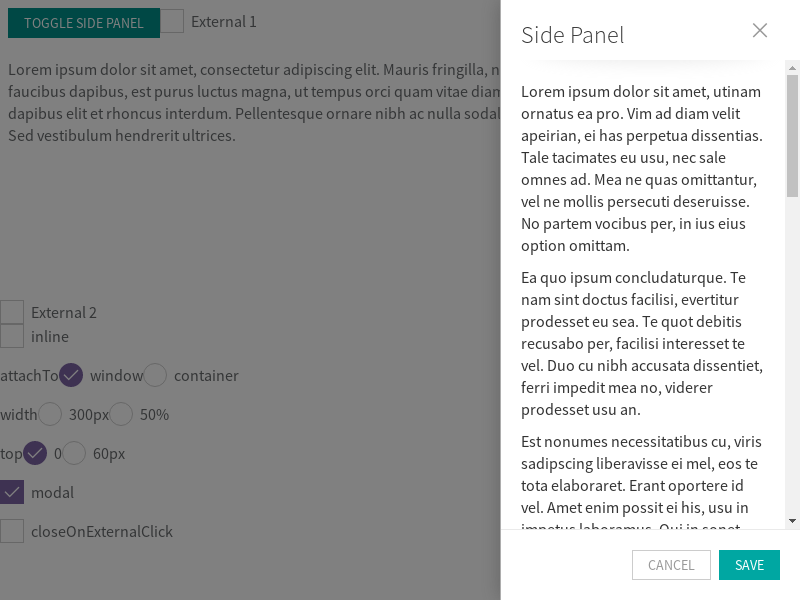 TOGGLE SIDE PANEL
External 1
Lorem ipsum dolor sit amet, consectetur adipiscing elit. Mauris fringilla,
faucibus dapibus, est purus luctus magna, ut tempus orci quam vitae
dapibus elit et rhoncus interdum. Pellentesque ornare nibh ac nulla
Sed vestibulum hendrerit ultrices.
External 2
inline
attachTo window container
width 300px 50%
top 0 60px
modal
closeOnExternalClick
Side Panel
Lorem ipsum dolor sit amet, utinam
ornatus ea pro. Vim ad diam velit
apeirian, ei has perpetua dissentias.
Tale tacimates eu usu, nec sale
omnes ad. Mea ne quas omittantur,
vel ne mollis persecuti deseruisse.
No partem vocibus per, in ius eius
option omittam.
Ea quo ipsum concludaturque. Te
nam sint doctus facilisi, evertitur
prodesset eu sea. Te quot debitis
recusabo per, facilisi interesset te
vel. Duo cu nibh accusata dissentiet,
ferri impedit mea no, viderer
prodesset usu an.
Est nonumes necessitatibus cu, viris
sadipscing liberavisse ei mel, eos te
tota elaboraret. Erant oportere id
vel. Amet enim possit ei his, usu in
impetus laboramus. Qui in sonet
CANCEL
SAVE